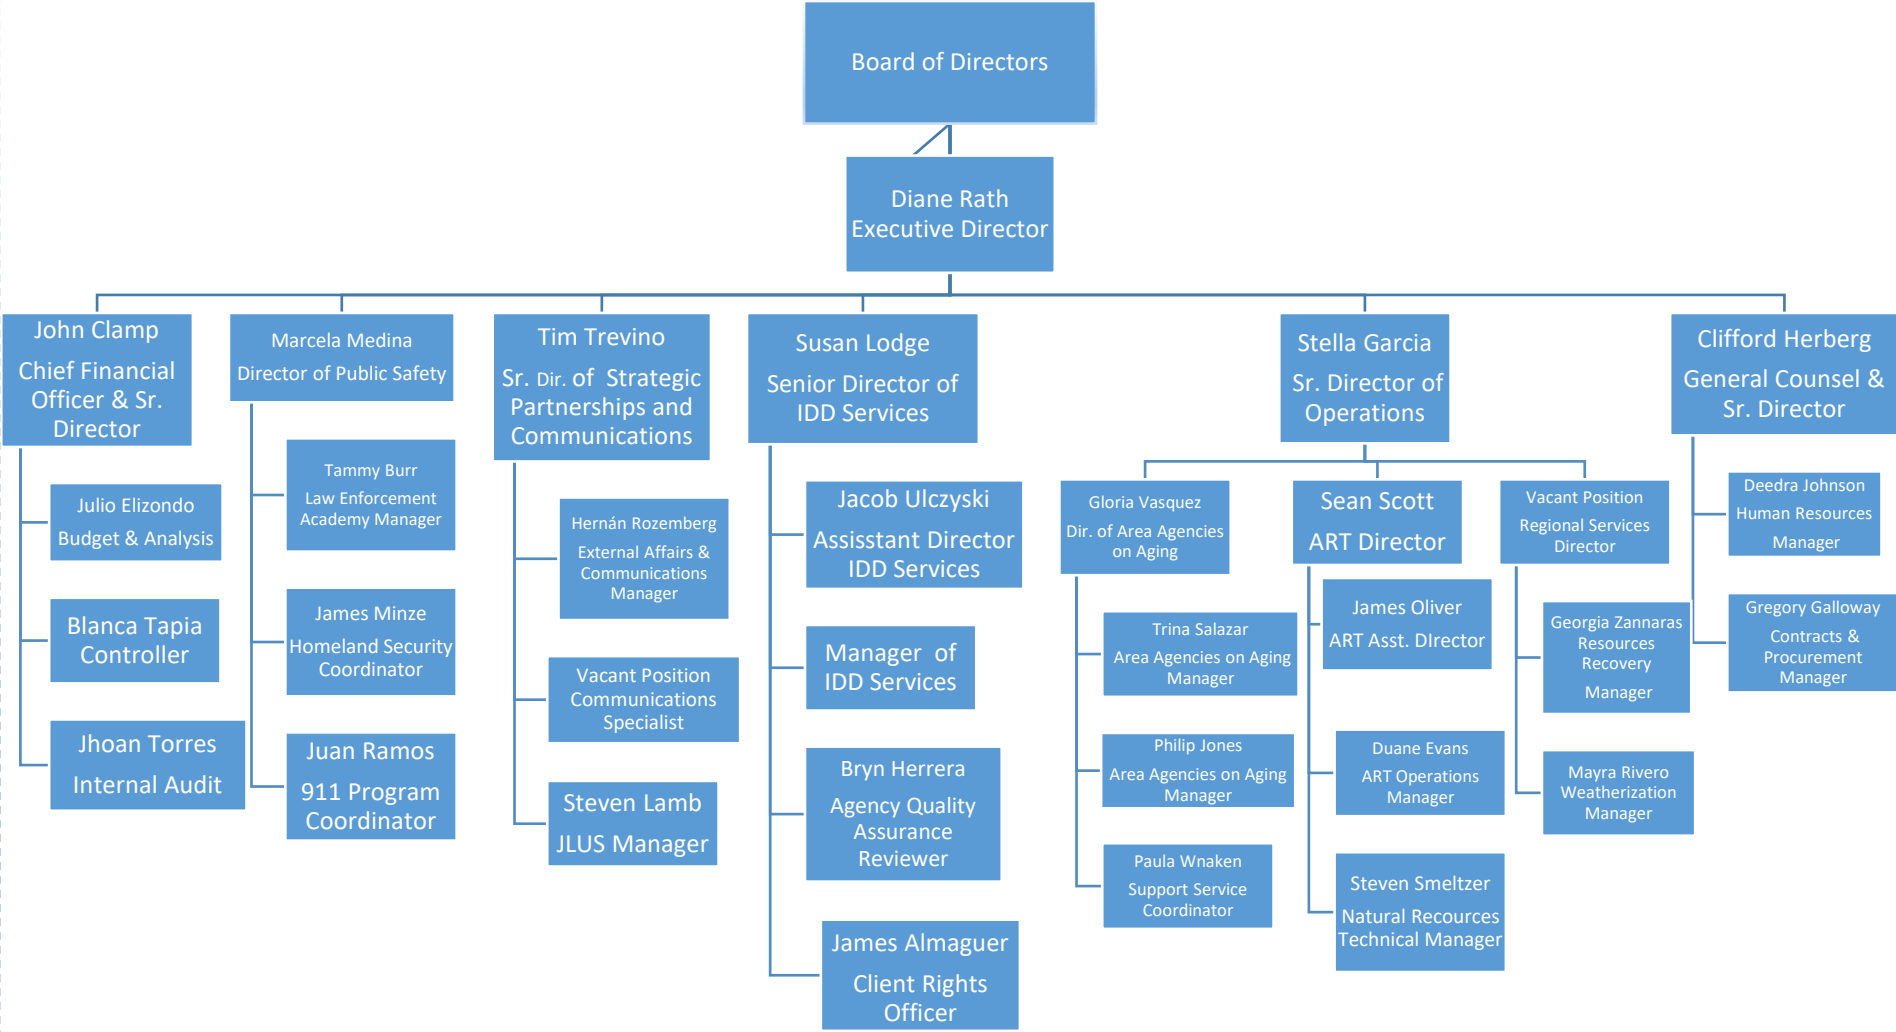 Board of Directors
Diane Rath
Executive Director
John Clamp
Chief Financial
Officer & Sr.
Director
Julio Elizondo
Budget & Analysis
Blanca Tapia
Controller
Jhoan Torres
Internal Audit
Marcela Medina
Director of Public Safety
Tammy Burr
Law Enforcement
Academy Manager
James Minze
Homeland Security
Coordinator
Juan Ramos
911 Program
Coordinator
Tim Trevino
Sr. Dir. of Strategic
Partnerships and
Communications
Hernán Rozemberg
External Affairs &
Communications
Manager
Vacant Position
Communications
Specialist
Steven Lamb
JLUS Manager
Susan Lodge
Senior Director of
IDD Services
Jacob Ulczyski
Assisstant Director
IDD Services
Manager of
IDD Services
Bryn Herrera
Agency Quality
Assurance
Reviewer
James Almaguer
Client Rights
Officer
Stella Garcia
Sr. Director of
Operations
Gloria Vasquez
Dir. of Area Agencies
on Aging
Trina Salazar
Area Agencies on Aging
Manager
Philip Jones
Area Agencies on Aging
Manager
Paula Wnaken
Support Service
Coordinator
Sean Scott
ART Director
James Oliver
ART Asst. DIrector
Duane Evans
ART Operations
Manager
Steven Smeltzer
Natural Recources
Technical Manager
Vacant Position
Regional Services
Director
Georgia Zannaras
Resources
Recovery
Manager
Mayra Rivero
Weatherization
Manager
Clifford Herberg
General Counsel &
Sr. Director
Deedra Johnson
Human Resources
Manager
Gregory Galloway
Contracts &
Procurement
Manager